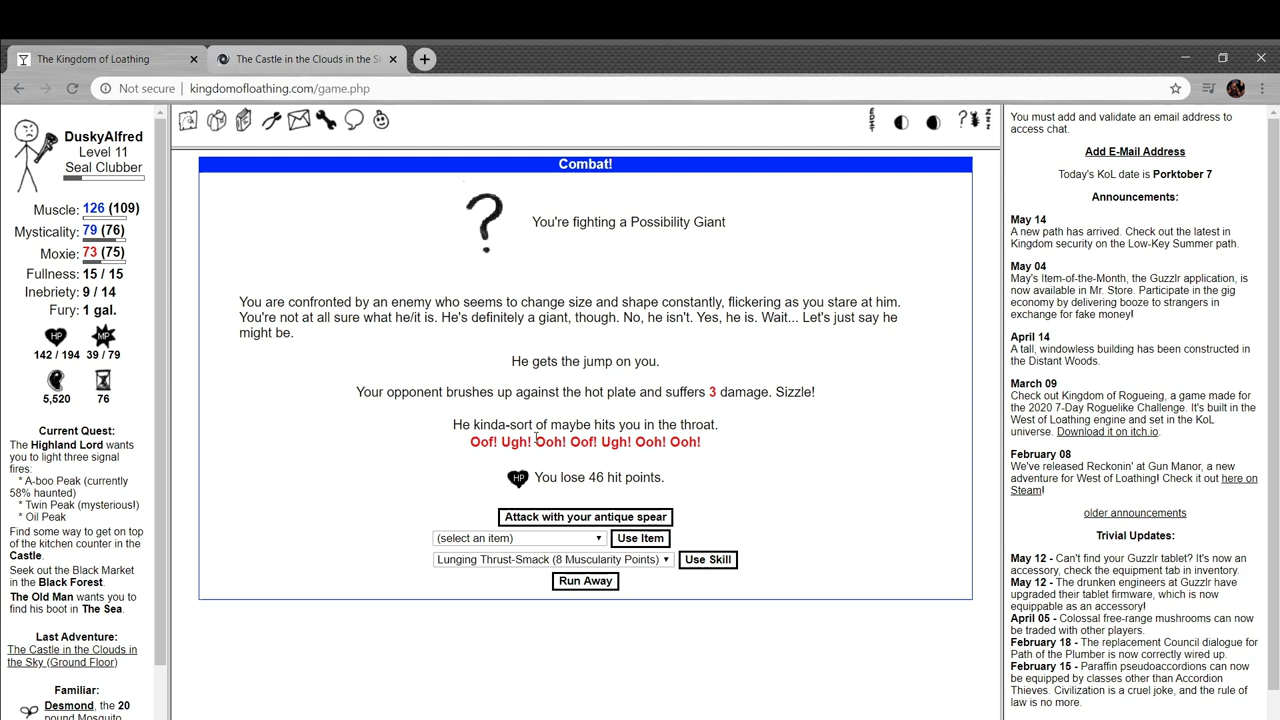 The Kingdom of Loathing
The Castle in the Clouds in the S
Not secure | kingdomofloathing.com/game.php
DuskyAlfred
Level 11
Seal Clubber
Muscle: 126 (109)
Mysticality: 79 (76)
Moxie: 73 (75)
Fullness: 15 / 15
Inebriety: 9 / 14
Fury: 1 gal.
HP MP
142 / 194 39 / 79
5,520 76
Current Quest:
The Highland Lord wants
you to light three signal
fires:
* A-boo Peak (currently
58% haunted)
* Twin Peak (mysterious!)
* Oil Peak
Find some way to get on top
of the kitchen counter in the
Castle.
Seek out the Black Market
in the Black Forest.
The Old Man wants you to
find his boot in The Sea.
Last Adventure:
The Castle in the Clouds in
the Sky (Ground Floor)
Familiar:
Desmond, the 20
pound Mosquito
Combat!
?
You're fighting a Possibility Giant
You are confronted by an enemy who seems to change size and shape constantly, flickering as you stare at him.
You're not at all sure what he/it is. He's definitely a giant, though. No, he isn't. Yes, he is. Wait... Let's just say he
might be.
He gets the jump on you.
Your opponent brushes up against the hot plate and suffers 3 damage. Sizzle!
He kinda-sort of maybe hits you in the throat.
Oof! Ugh! Ooh! Oof! Ugh! Ooh! Ooh!
HP You lose 46 hit points.
Attack with your antique spear
(select an item) Use Item
Lunging Thrust-Smack (8 Muscularity Points) Use Skill
Run Away
You must add and validate an email address to
access chat.
Add E-Mail Address
Today's KoL date is Porktober 7
Announcements:
May 14
A new path has arrived. Check out the latest in
Kingdom security on the Low-Key Summer path.
May 04
May's Item-of-the-Month, the Guzzlr application, is
now available in Mr. Store. Participate in the gig
economy by delivering booze to strangers in
exchange for fake money!
April 14
A tall, windowless building has been constructed in
the Distant Woods.
March 09
Check out Kingdom of Rogueing, a game made for
the 2020 7-Day Roguelike Challenge. It's built in the
West of Loathing engine and set in the KoL
universe. Download it on itch.io.
February 08
We've released Reckonin' at Gun Manor, a new
adventure for West of Loathing! Check it out here on
Steam!
older announcements
Trivial Updates:
May 12 - Can't find your Guzzlr tablet? It's now an
accessory, check the equipment tab in inventory.
May 12 - The drunken engineers at Guzzlr have
upgraded their tablet firmware, which is now
equippable as an accessory!
April 05 - Colossal free-range mushrooms can now
be traded with other players.
February 18 - The replacement Council dialogue for
Path of the Plumber is now correctly wired up.
February 15 - Paraffin pseudoaccordions can now
be equipped by classes other than Accordion
Thieves. Civilization is a cruel joke, and the rule of
law is no more.